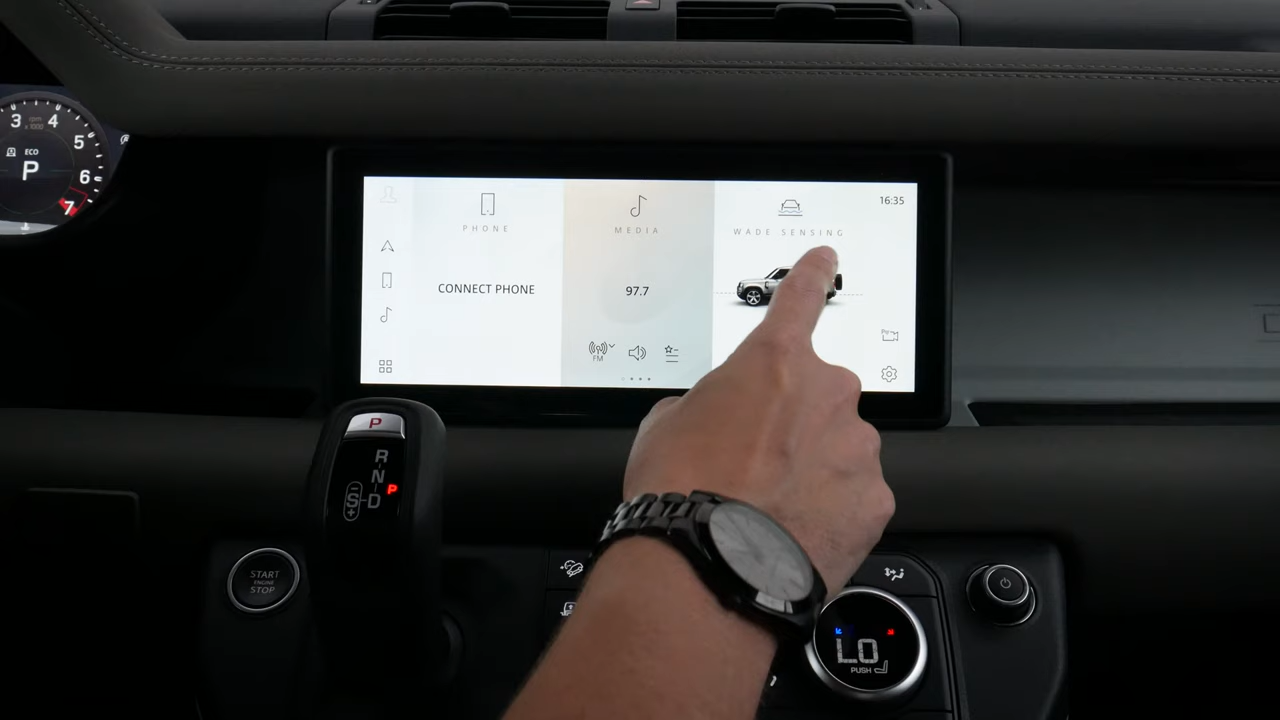 3 4
rpm
x 1000
5
ECO
P
6
7
16:35
PHONE
MEDIA
WADE SENSING
CONNECT PHONE
97.7
FM
P
R
N
P
S
D
START
ENGINE
STOP
LO
PUSH